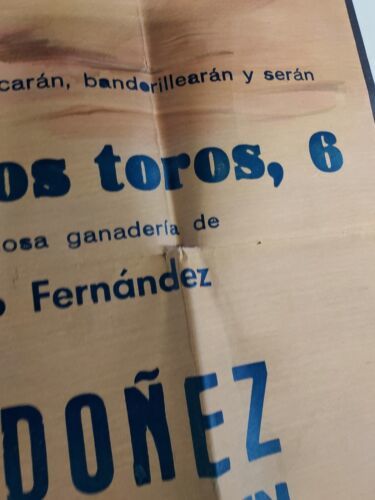 carán, banderillearán y serán
os toros, 6
osa ganadería de
Fernández
DOÑEZ